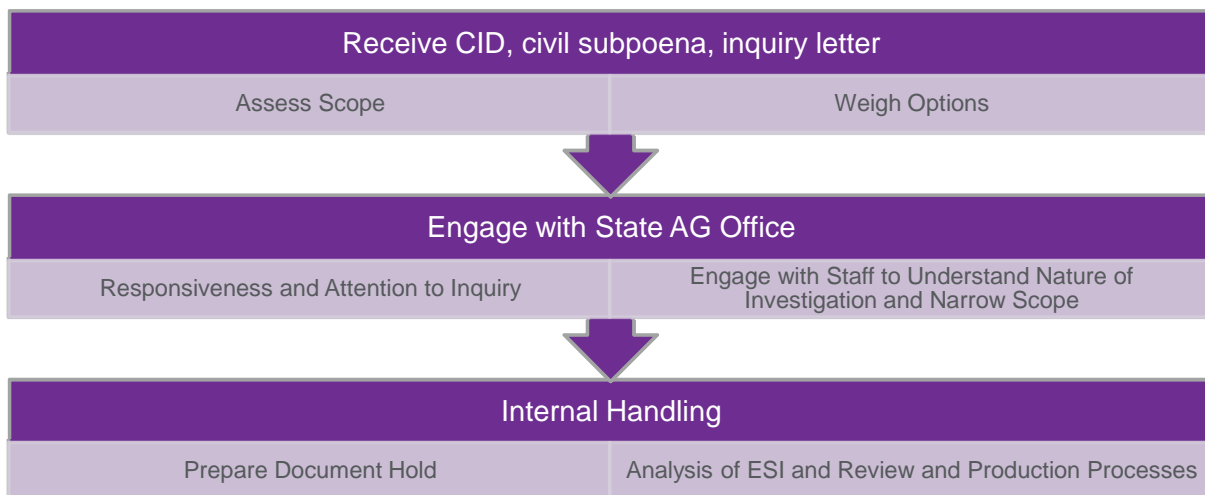 Receive CID, civil subpoena, inquiry letter
Assess Scope
Weigh Options
Engage with State AG Office
Responsiveness and Attention to Inquiry
Engage with Staff to Understand Nature of
Investigation and Narrow Scope
Internal Handling
Prepare Document Hold
Analysis of ESI and Review and Production Processes